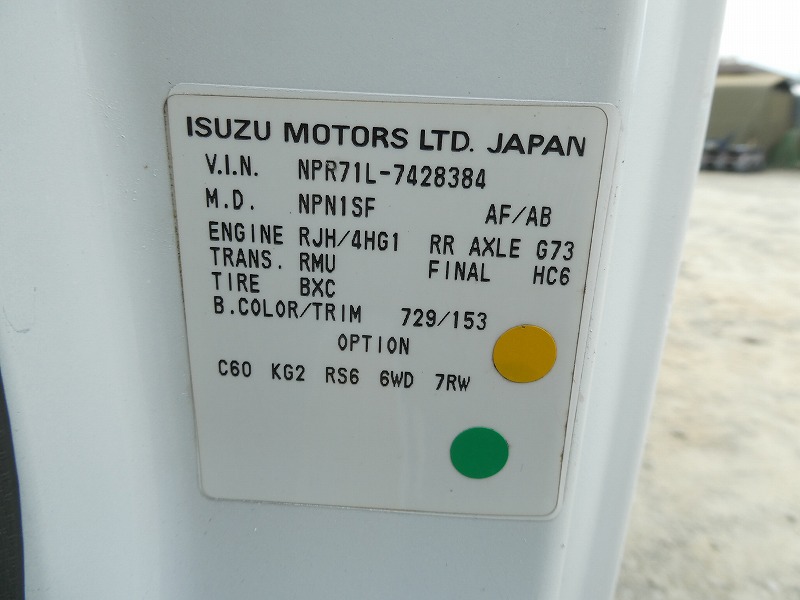 ISUZU MOTORS LTD. JAPAN
V.I.N. NPR71L-7428384
M.D. NPN1SF AF/AB
ENGINE RJH/4HG1 RR AXLE G73
TRANS. RMU FINAL HC6
TIRE BXC
B.COLOR/TRIM 729/153
OPTION
C60 KG2 RS6 6WD 7RW